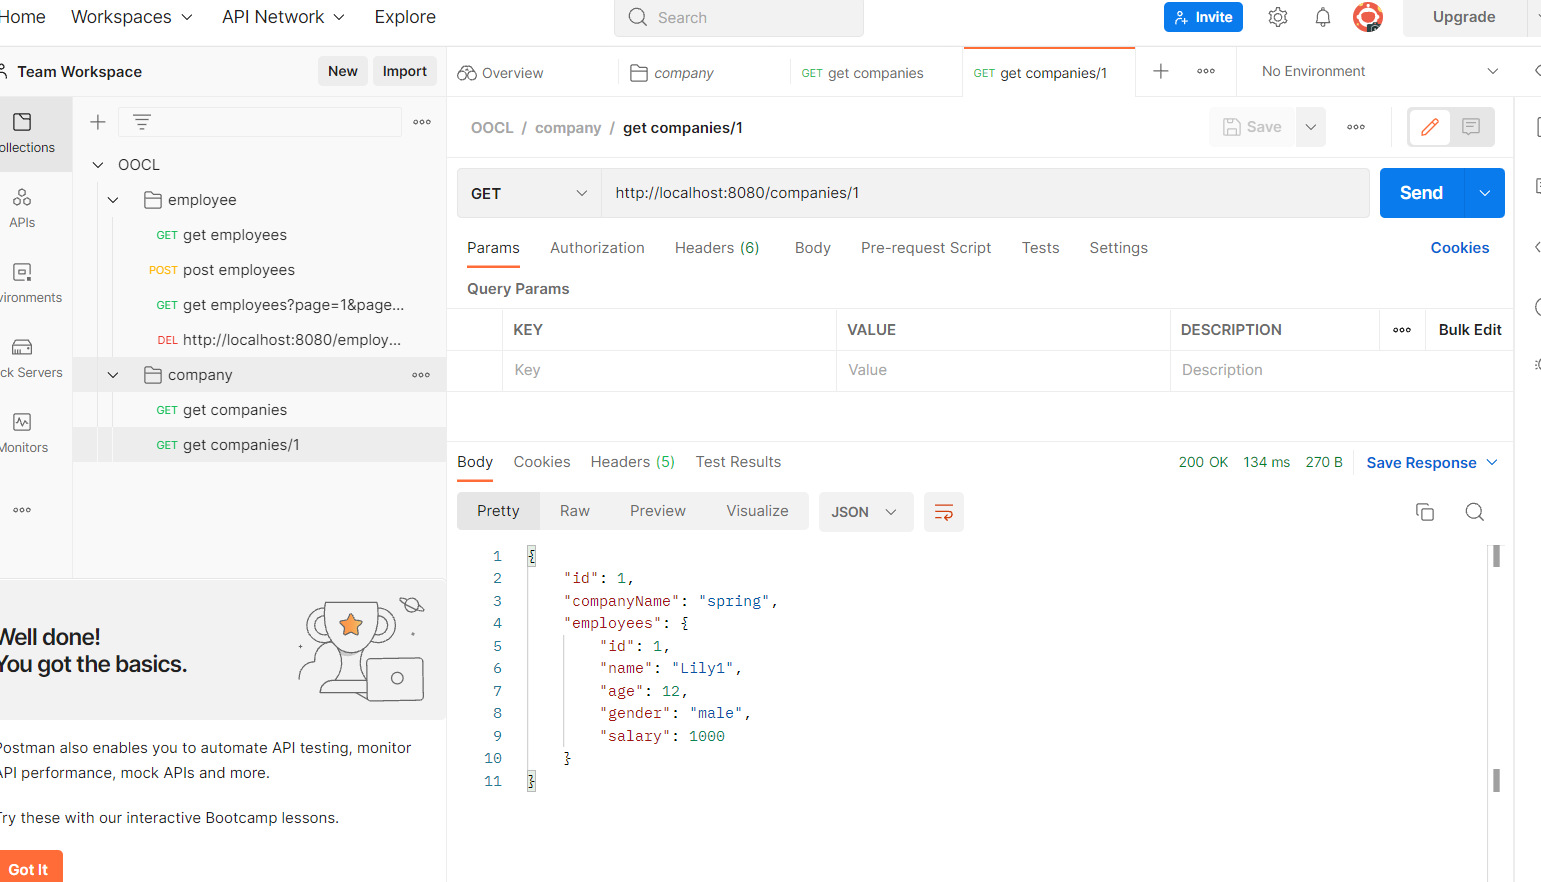 Home Workspaces API Network Explore Search Invite Upgrade
Team Workspace New Import Overview company GET get companies GET get companies/1 No Environment
ollections
OOCL
OOCL / company / get companies/1 Save
employee
GET http://localhost:8080/companies/1 Send
APIs
GET get employees
Params Authorization Headers (6) Body Pre-request Script Tests Settings Cookies
POST post employees
Query Params
vironments
GET get employees?page=1&page...
KEY VALUE DESCRIPTION Bulk Edit
DEL http://localhost:8080/employ...
ck Servers
company
Key Value Description
GET get companies
Monitors
GET get companies/1
Body Cookies Headers (5) Test Results 200 OK 134 ms 270 B Save Response
Pretty Raw Preview Visualize JSON
1 {
2 "id": 1,
3 "companyName": "spring",
4 "employees": {
5 "id": 1,
6 "name": "Lily1",
7 "age": 12,
8 "gender": "male",
9 "salary": 1000
10 }
11 }
Well done!
You got the basics.
Postman also enables you to automate API testing, monitor
API performance, mock APIs and more.
Try these with our interactive Bootcamp lessons.
Got It